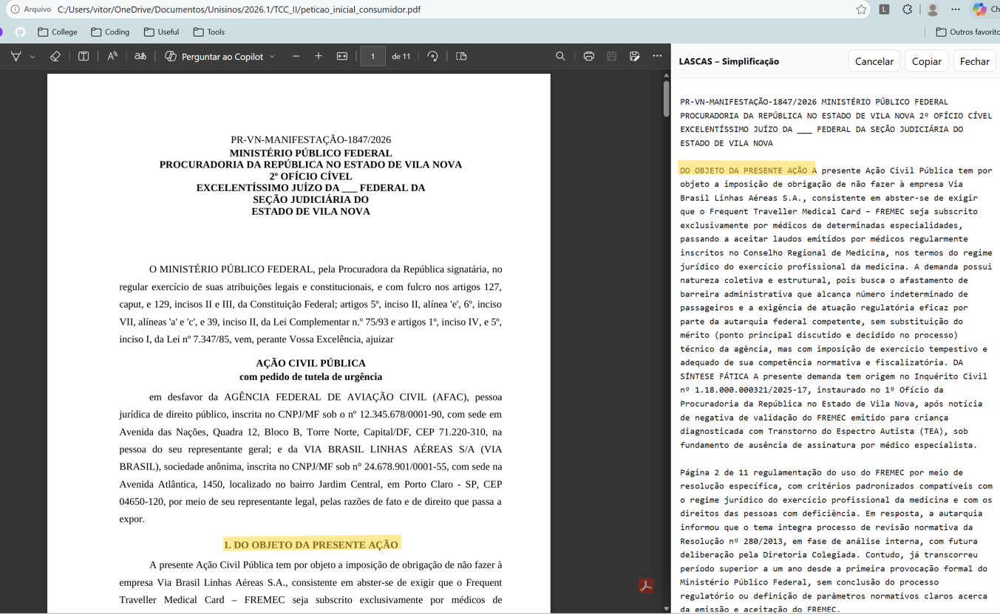 Arquivo C:/Users/vitor/OneDrive/Documentos/Unisinos/2026.1/TCC_II/peticao_inicial_consumidor.pdf
L
Ch
College Coding Useful Tools
Outros favorito
Perguntar ao Copilot
1 de 11
PR-VN-MANIFESTAÇÃO-1847/2026
MINISTÉRIO PÚBLICO FEDERAL
PROCURADORIA DA REPÚBLICA NO ESTADO DE VILA NOVA
2º OFÍCIO CÍVEL
EXCELENTÍSSIMO JUÍZO DA ___ FEDERAL DA
SEÇÃO JUDICIÁRIA DO
ESTADO DE VILA NOVA
O MINISTÉRIO PÚBLICO FEDERAL, pela Procuradora da República signatária, no
regular exercício de suas atribuições legais e constitucionais, e com fulcro nos artigos 127,
caput, e 129, incisos II e III, da Constituição Federal; artigos 5º, inciso II, alínea 'e', 6º, inciso
VII, alíneas 'a' e 'c', e 39, inciso II, da Lei Complementar n.º 75/93 e artigos 1º, inciso IV, e 5º,
inciso I, da Lei nº 7.347/85, vem, perante Vossa Excelência, ajuizar
AÇÃO CIVIL PÚBLICA
com pedido de tutela de urgência
em desfavor da AGÊNCIA FEDERAL DE AVIAÇÃO CIVIL (AFAC), pessoa
jurídica de direito público, inscrita no CNPJ/MF sob o nº 12.345.678/0001-90, com sede em
Avenida das Nações, Quadra 12, Bloco B, Torre Norte, Capital/DF, CEP 71.220-310, na
pessoa do seu representante geral; e da VIA BRASIL LINHAS AÉREAS S/A (VIA
BRASIL), sociedade anônima, inscrita no CNPJ/MF sob n° 24.678.901/0001-55, com sede na
Avenida Atlântica, 1450, localizado no bairro Jardim Central, em Porto Claro - SP, CEP
04650-120, por meio de seu representante legal, pelas razões de fato e de direito que passa a
expor.
1. DO OBJETO DA PRESENTE AÇÃO
A presente Ação Civil Pública tem por objeto a imposição de obrigação de não fazer à
empresa Via Brasil Linhas Aéreas S.A., consistente em abster-se de exigir que o Frequent
Traveller Medical Card – FREMEC seja subscrito exclusivamente por médicos de
LASCAS – Simplificação Cancelar Copiar Fechar
PR-VN-MANIFESTAÇÃO-1847/2026 MINISTÉRIO PÚBLICO FEDERAL
PROCURADORIA DA REPÚBLICA NO ESTADO DE VILA NOVA 2º OFÍCIO CÍVEL
EXCELENTÍSSIMO JUÍZO DA ___ FEDERAL DA SEÇÃO JUDICIÁRIA DO
ESTADO DE VILA NOVA
DO OBJETO DA PRESENTE AÇÃO A presente Ação Civil Pública tem por
objeto a imposição de obrigação de não fazer à empresa Via
Brasil Linhas Aéreas S.A., consistente em abster-se de exigir
que o Frequent Traveller Medical Card – FREMEC seja subscrito
exclusivamente por médicos de determinadas especialidades,
passando a aceitar laudos emitidos por médicos regularmente
inscritos no Conselho Regional de Medicina, nos termos do regime
jurídico do exercício profissional da medicina. A demanda possui
natureza coletiva e estrutural, pois busca o afastamento de
barreira administrativa que alcança número indeterminado de
passageiros e a exigência de atuação regulatória eficaz por
parte da autarquia federal competente, sem substituição do
mérito (ponto principal discutido e decidido no processo)
técnico da agência, mas com imposição de exercício tempestivo e
adequado de sua competência normativa e fiscalizatória. DA
SÍNTESE FÁTICA A presente demanda tem origem no Inquérito Civil
nº 1.18.000.000321/2025-17, instaurado no 1º Ofício da
Procuradoria da República no Estado de Vila Nova, após notícia
de negativa de validação do FREMEC emitido para criança
diagnosticada com Transtorno do Espectro Autista (TEA), sob
fundamento de ausência de assinatura por médico especialista.
Página 2 de 11 regulamentação do uso do FREMEC por meio de
resolução específica, com critérios padronizados compatíveis com
o regime jurídico do exercício profissional da medicina e com os
direitos das pessoas com deficiência. Em resposta, a autarquia
informou que o tema integra processo de revisão normativa da
Resolução nº 280/2013, em fase de análise interna, com futura
deliberação pela Diretoria Colegiada. Contudo, já transcorreu
período superior a um ano desde a primeira provocação formal do
Ministério Público Federal, sem conclusão do processo
regulatório ou definição de parâmetros normativos claros acerca
da emissão e aceitação do FREMEC.